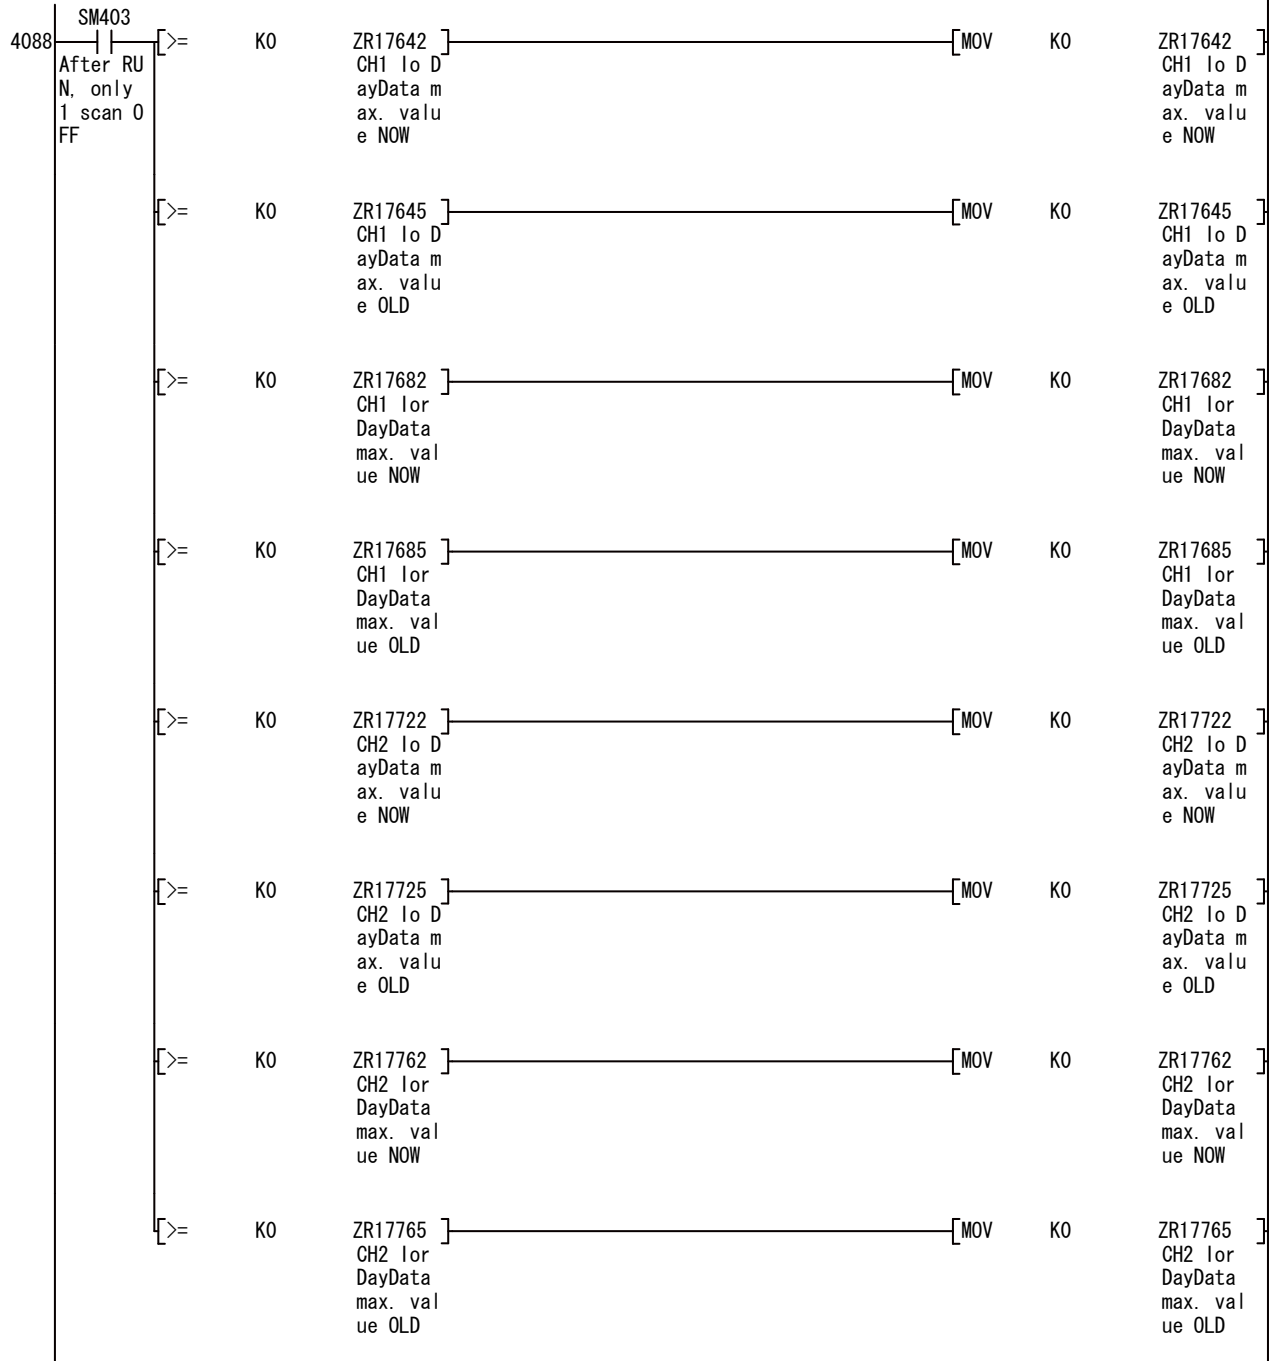 SM403
4088 [>= K0 ZR17642 ] [MOV K0 ZR17642 ]
After RU CH1 Io D CH1 Io D
N, only ayData m ayData m
1 scan O ax. valu ax. valu
FF e NOW e NOW
[>= K0 ZR17645 ] [MOV K0 ZR17645 ]
CH1 Io D CH1 Io D
ayData m ayData m
ax. valu ax. valu
e OLD e OLD
[>= K0 ZR17682 ] [MOV K0 ZR17682 ]
CH1 Ior CH1 Ior
DayData DayData
max. val max. val
ue NOW ue NOW
[>= K0 ZR17685 ] [MOV K0 ZR17685 ]
CH1 Ior CH1 Ior
DayData DayData
max. val max. val
ue OLD ue OLD
[>= K0 ZR17722 ] [MOV K0 ZR17722 ]
CH2 Io D CH2 Io D
ayData m ayData m
ax. valu ax. valu
e NOW e NOW
[>= K0 ZR17725 ] [MOV K0 ZR17725 ]
CH2 Io D CH2 Io D
ayData m ayData m
ax. valu ax. valu
e OLD e OLD
[>= K0 ZR17762 ] [MOV K0 ZR17762 ]
CH2 Ior CH2 Ior
DayData DayData
max. val max. val
ue NOW ue NOW
[>= K0 ZR17765 ] [MOV K0 ZR17765 ]
CH2 Ior CH2 Ior
DayData DayData
max. val max. val
ue OLD ue OLD